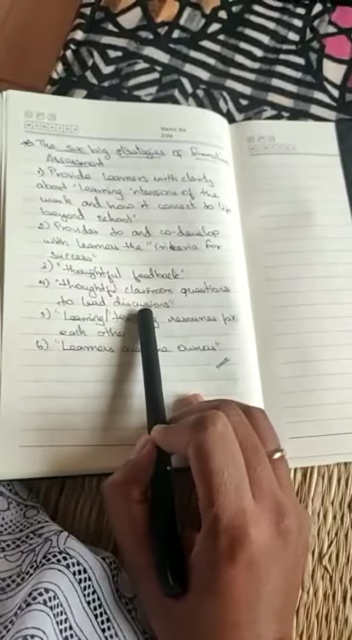 The six big strategies of Formative
Assessment
1) Provide learners with clarity
about "learning intensions of the
work and how it connect to life
beyond school"
2) Provides to and co-develop
with learners the "criteria for
success"
3) "thoughtful feedback"
4) "thoughtful classroom questions
to lead discussions"
5) "Learning/ resources for
each other
6) "Learners owners"